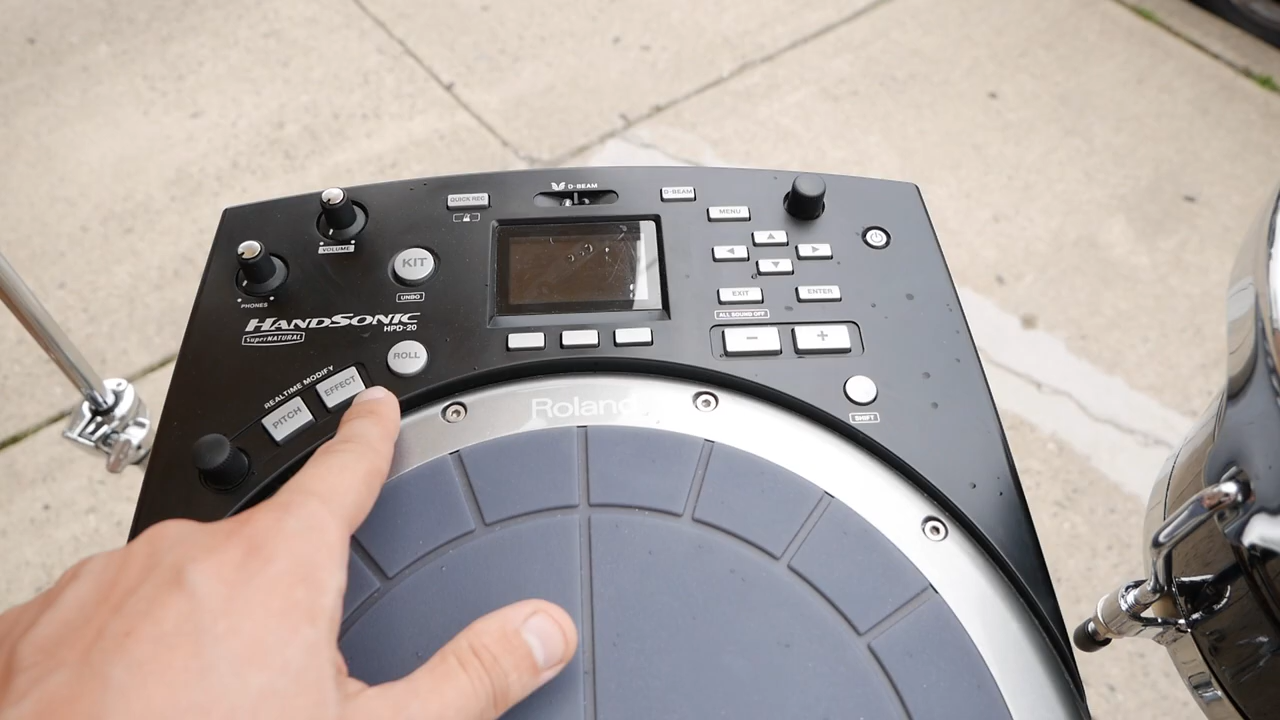 D-BEAM
QUICK REC
D-BEAM
MENU
VOLUME
KIT
UNDO
PHONES
EXIT
ENTER
ALL SOUND OFF
HANDSONIC
HPD-20
SuperNATURAL
ROLL
- +
REALTIME MODIFY
EFFECT
PITCH
SHIFT
Roland